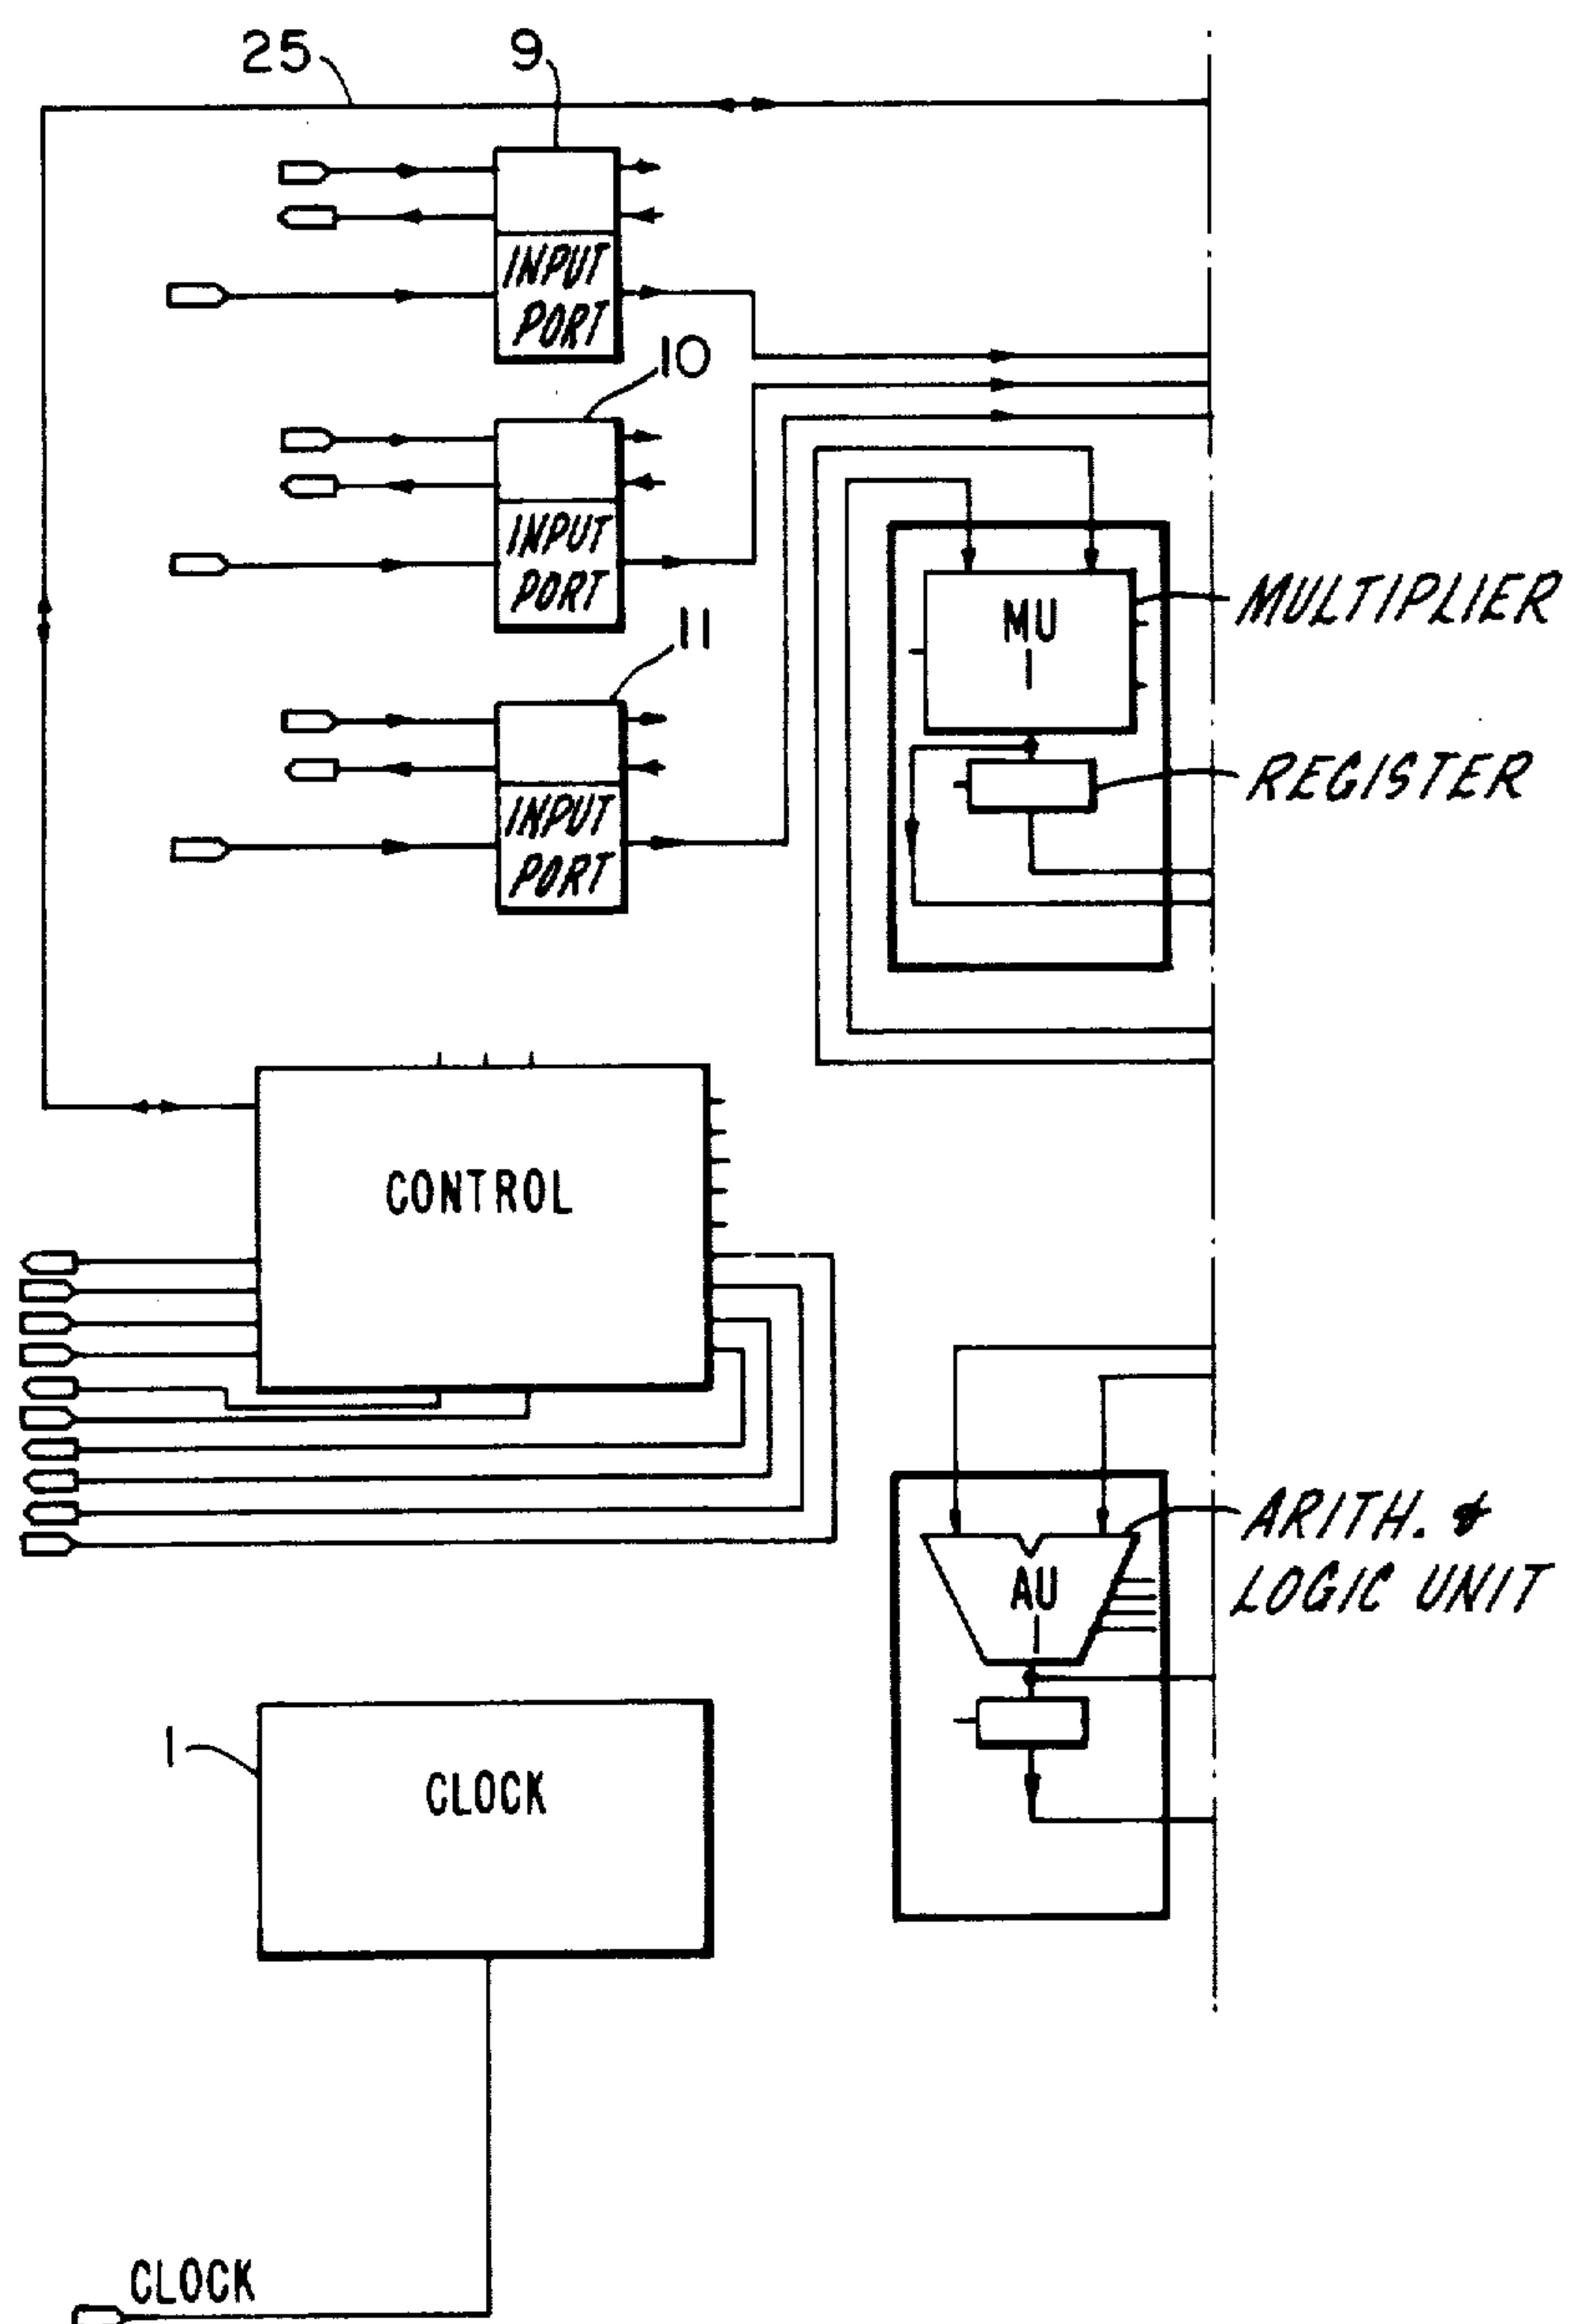 25
9
INPUT
PORT
10
INPUT
PORT
11
INPUT
PORT
MU
1
MULTIPLIER
REGISTER
CONTROL
ARITH. &
LOGIC UNIT
AU
1
1
CLOCK
CLOCK